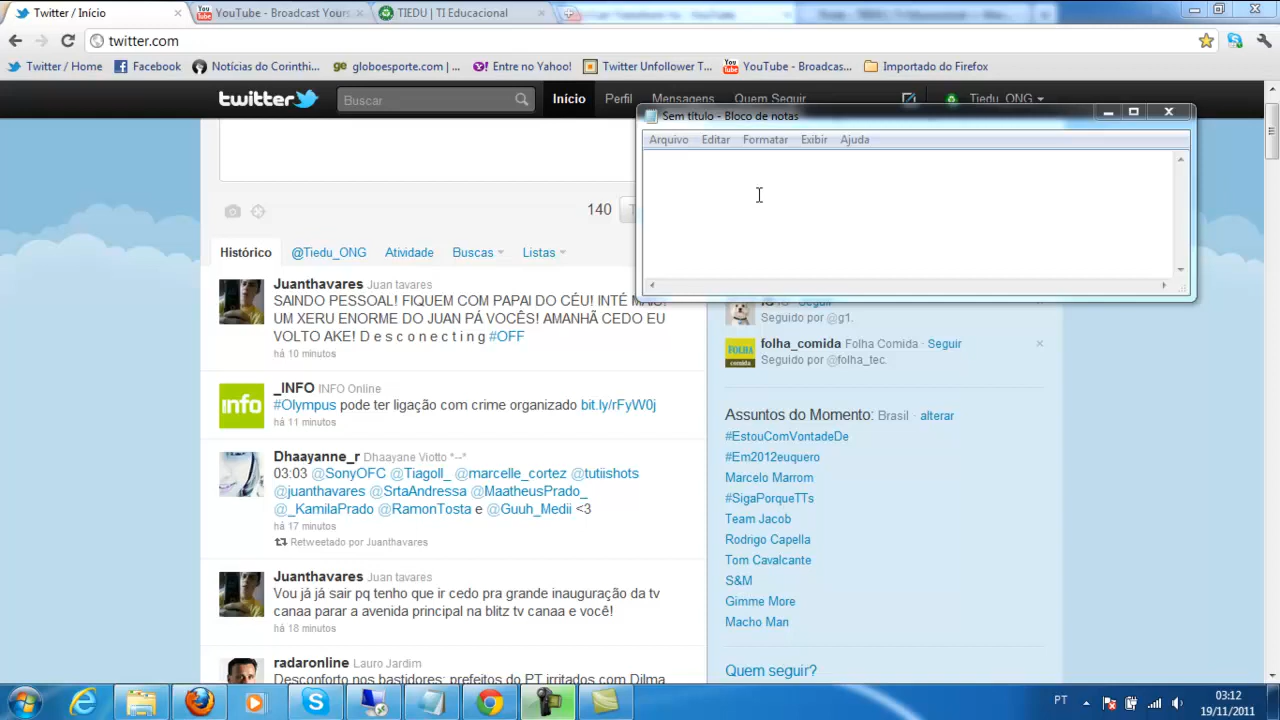 Twitter / Início
YouTube - Broadcast Yours
TIEDU | TI Educacional
twitter.com
Twitter / Home
Facebook
Notícias do Corinthi...
globoesporte.com |...
Entre no Yahoo!
Twitter Unfollower T...
YouTube - Broadcas...
Importado do Firefox
twitter
Buscar
Início
Perfil
Mensagens
Quem Seguir
Tiedu_ONG
Sem título - Bloco de notas
Arquivo
Editar
Formatar
Exibir
Ajuda
140
Histórico
@Tiedu_ONG
Atividade
Buscas
Listas
Juanthavares Juan tavares
SAINDO PESSOAL! FIQUEM COM PAPAI DO CÉU! INTÉ MAIS!
UM XERU ENORME DO JUAN PÁ VOCÊS! AMANHÃ CEDO EU
VOLTO AKE! D e s c o n e c t i n g #OFF
há 10 minutos
_INFO INFO Online
#Olympus pode ter ligação com crime organizado bit.ly/rFyW0j
há 11 minutos
Dhaayanne_r Dhaayane Viotto *--*
03:03 @SonyOFC @Tiagoll_ @marcelle_cortez @tutiishots
@juanthavares @SrtaAndressa @MaatheusPrado_
@_KamilaPrado @RamonTosta e @Guuh_Medii <3
há 17 minutos
Retweetado por Juanthavares
Juanthavares Juan tavares
Vou já já sair pq tenho que ir cedo pra grande inauguração da tv
canaa parar a avenida principal na blitz tv canaa e você!
há 18 minutos
radaronline Lauro Jardim
Desconforto nos bastidores: prefeitos do PT irritados com Dilma
Seguido por @g1.
folha_comida Folha Comida · Seguir
Seguido por @folha_tec.
Assuntos do Momento: Brasil · alterar
#EstouComVontadeDe
#Em2012euquero
Marcelo Marrom
#SigaPorqueTTs
Team Jacob
Rodrigo Capella
Tom Cavalcante
S&M
Gimme More
Macho Man
Quem seguir?
PT
03:12
19/11/2011